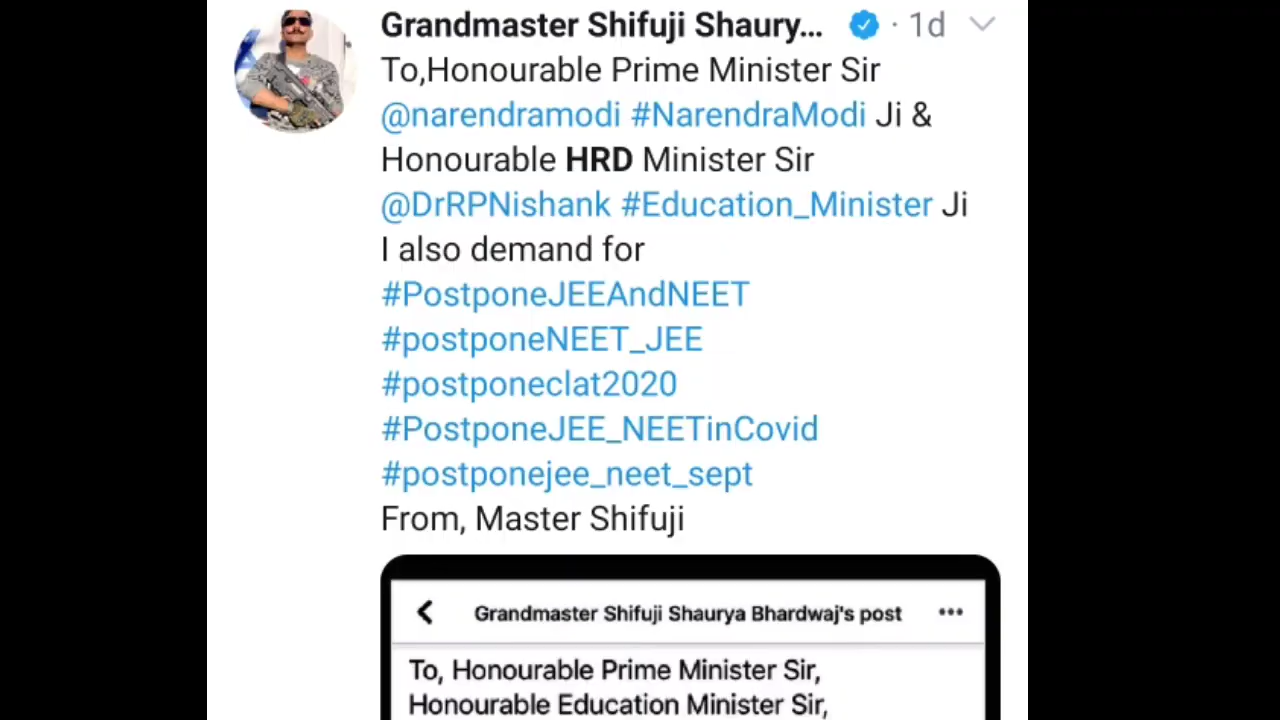 Grandmaster Shifuji Shaury... · 1d
To,Honourable Prime Minister Sir
@narendramodi #NarendraModi Ji &
Honourable HRD Minister Sir
@DrRPNishank #Education_Minister Ji
I also demand for
#PostponeJEEAndNEET
#postponeNEET_JEE
#postponeclat2020
#PostponeJEE_NEETinCovid
#postponejee_neet_sept
From, Master Shifuji
Grandmaster Shifuji Shaurya Bhardwaj's post
To, Honourable Prime Minister Sir,
Honourable Education Minister Sir,